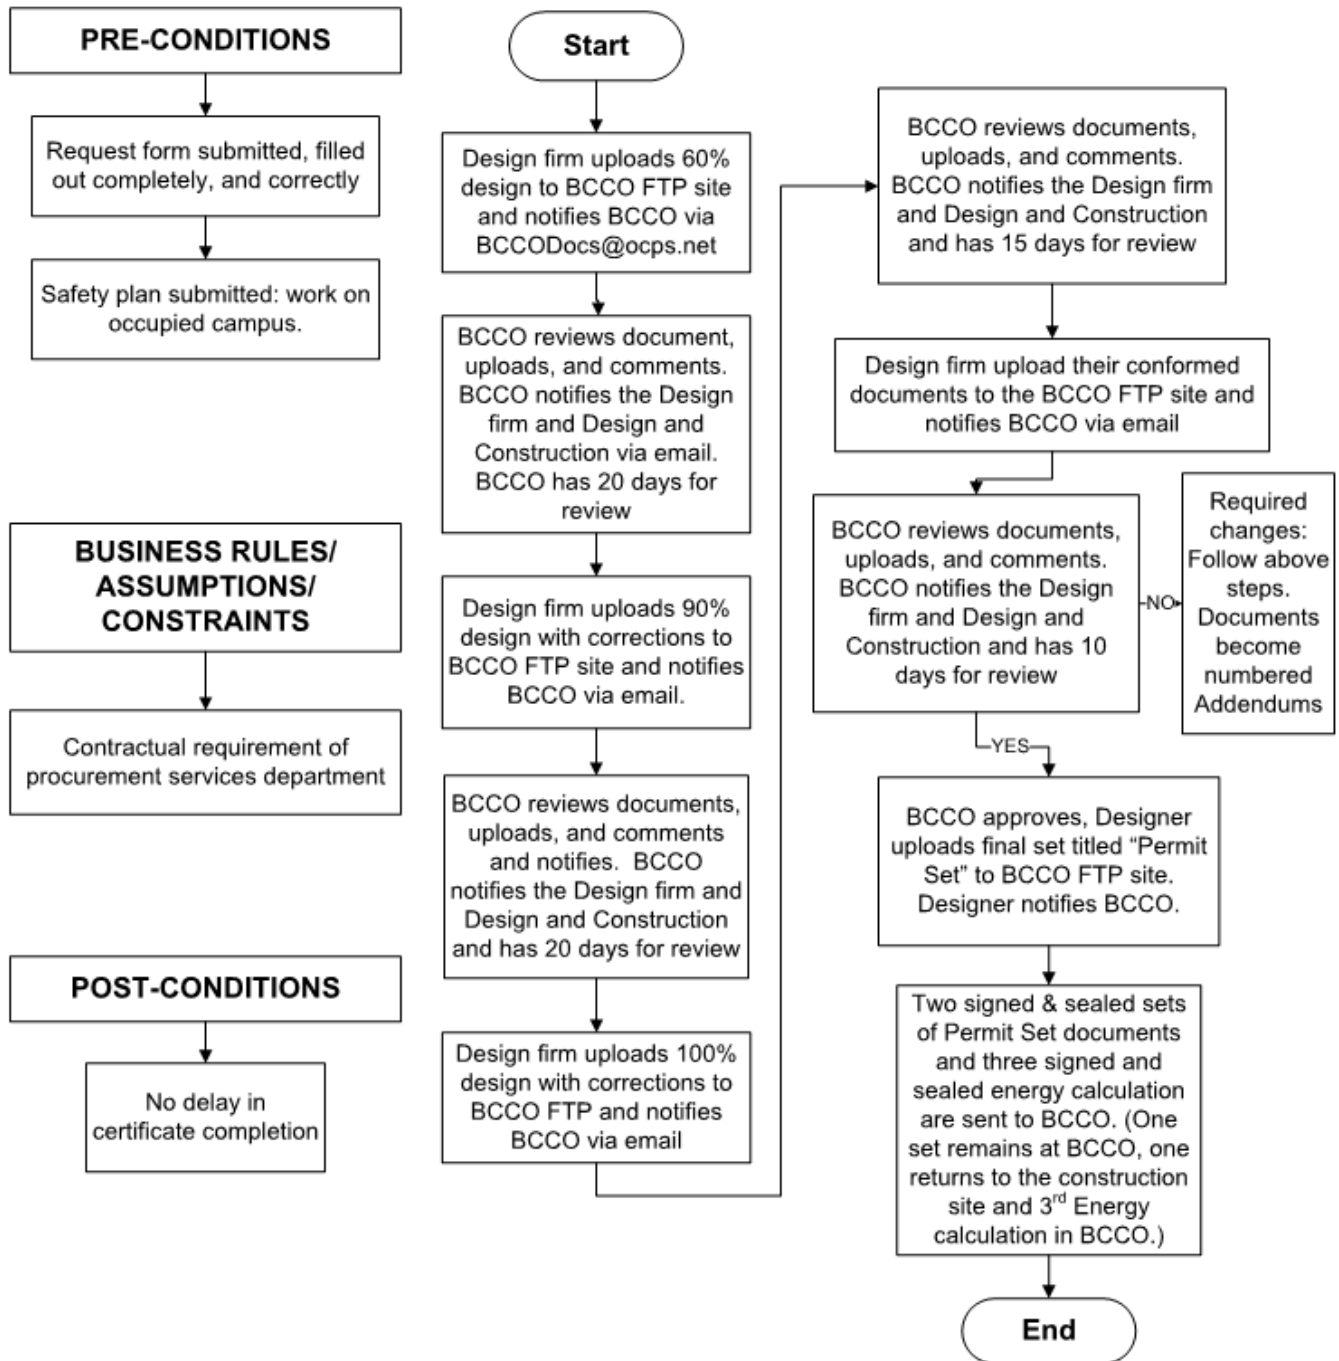 PRE-CONDITIONS
Request form submitted, filled
out completely, and correctly
Safety plan submitted: work on
occupied campus.
BUSINESS RULES/
ASSUMPTIONS/
CONSTRAINTS
Contractual requirement of
procurement services department
POST-CONDITIONS
No delay in
certificate completion
Start
Design firm uploads 60%
design to BCCO FTP site
and notifies BCCO via
BCCODocs@ocps.net
BCCO reviews document,
uploads, and comments.
BCCO notifies the Design
firm and Design and
Construction via email.
BCCO has 20 days for
review
Design firm uploads 90%
design with corrections to
BCCO FTP site and notifies
BCCO via email.
BCCO reviews documents,
uploads, and comments
and notifies.  BCCO
notifies the Design firm and
Design and Construction
and has 20 days for review
Design firm uploads 100%
design with corrections to
BCCO FTP and notifies
BCCO via email
BCCO reviews documents,
uploads, and comments.
BCCO notifies the Design firm
and Design and Construction
and has 15 days for review
Design firm upload their conformed
documents to the BCCO FTP site and
notifies BCCO via email
BCCO reviews documents,
uploads, and comments.
BCCO notifies the Design
firm and Design and
Construction and has 10
days for review
NO
Required
changes:
Follow above
steps.
Documents
become
numbered
Addendums
YES
BCCO approves, Designer
uploads final set titled “Permit
Set” to BCCO FTP site.
Designer notifies BCCO.
Two signed & sealed sets
of Permit Set documents
and three signed and
sealed energy calculation
are sent to BCCO. (One
set remains at BCCO, one
returns to the construction
site and 3rd Energy
calculation in BCCO.)
End